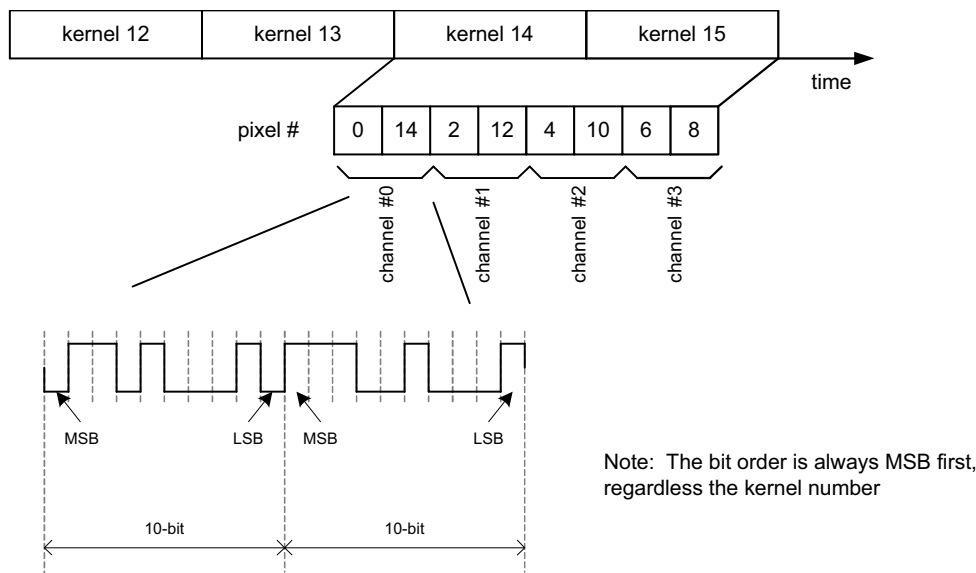 kernel 12 kernel 13 kernel 14 kernel 15
time
pixel # 0 14 2 12 4 10 6 8
channel #0 channel #1 channel #2 channel #3
MSB LSB MSB LSB
Note: The bit order is always MSB first,
regardless the kernel number
10-bit 10-bit